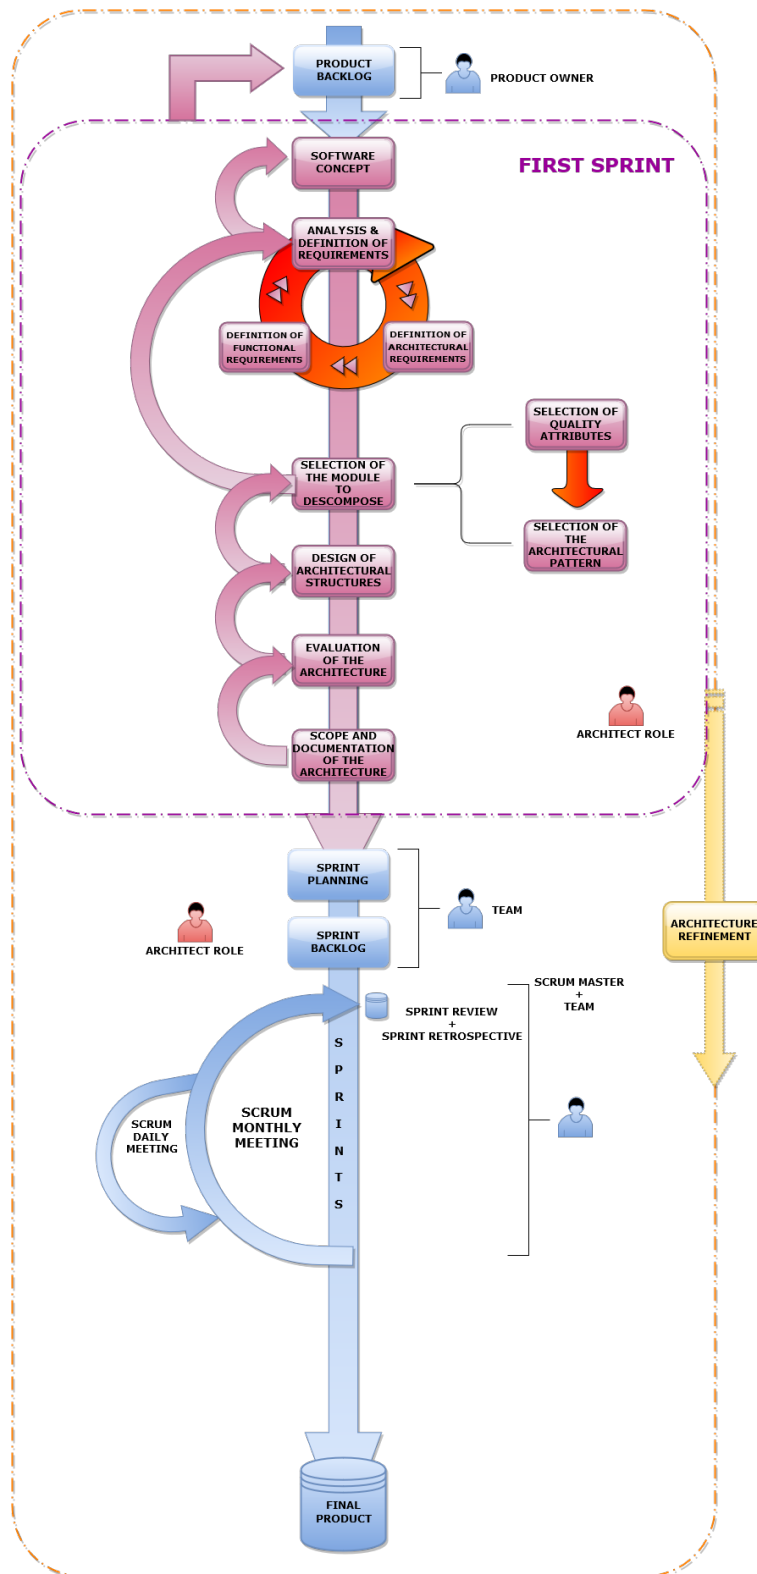 PRODUCT
BACKLOG
PRODUCT OWNER
FIRST SPRINT
SOFTWARE
CONCEPT
ANALYSIS &
DEFINITION OF
REQUIREMENTS
DEFINITION OF
FUNCTIONAL
REQUIREMENTS
DEFINITION OF
ARCHITECTURAL
REQUIREMENTS
SELECTION OF
QUALITY
ATTRIBUTES
SELECTION OF
THE MODULE
TO
DESCOMPOSE
SELECTION OF
THE
ARCHITECTURAL
PATTERN
DESIGN OF
ARCHITECTURAL
STRUCTURES
EVALUATION
OF THE
ARCHITECTURE
ARCHITECT ROLE
SCOPE AND
DOCUMENTATION
OF THE
ARCHITECTURE
SPRINT
PLANNING
TEAM
SPRINT
BACKLOG
ARCHITECT ROLE
ARCHITECTURE
REFINEMENT
SCRUM MASTER
+
TEAM
SPRINT REVIEW
+
SPRINT RETROSPECTIVE
S
P
R
I
N
T
S
SCRUM
MONTHLY
MEETING
SCRUM
DAILY
MEETING
FINAL
PRODUCT